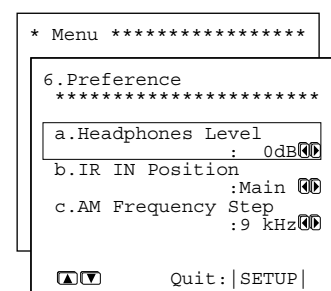 * Menu *****************
6.Preference
***********************
a.Headphones Level
: 0dB
b.IR IN Position
:Main
c.AM Frequency Step
:9 kHz
Quit:|SETUP|